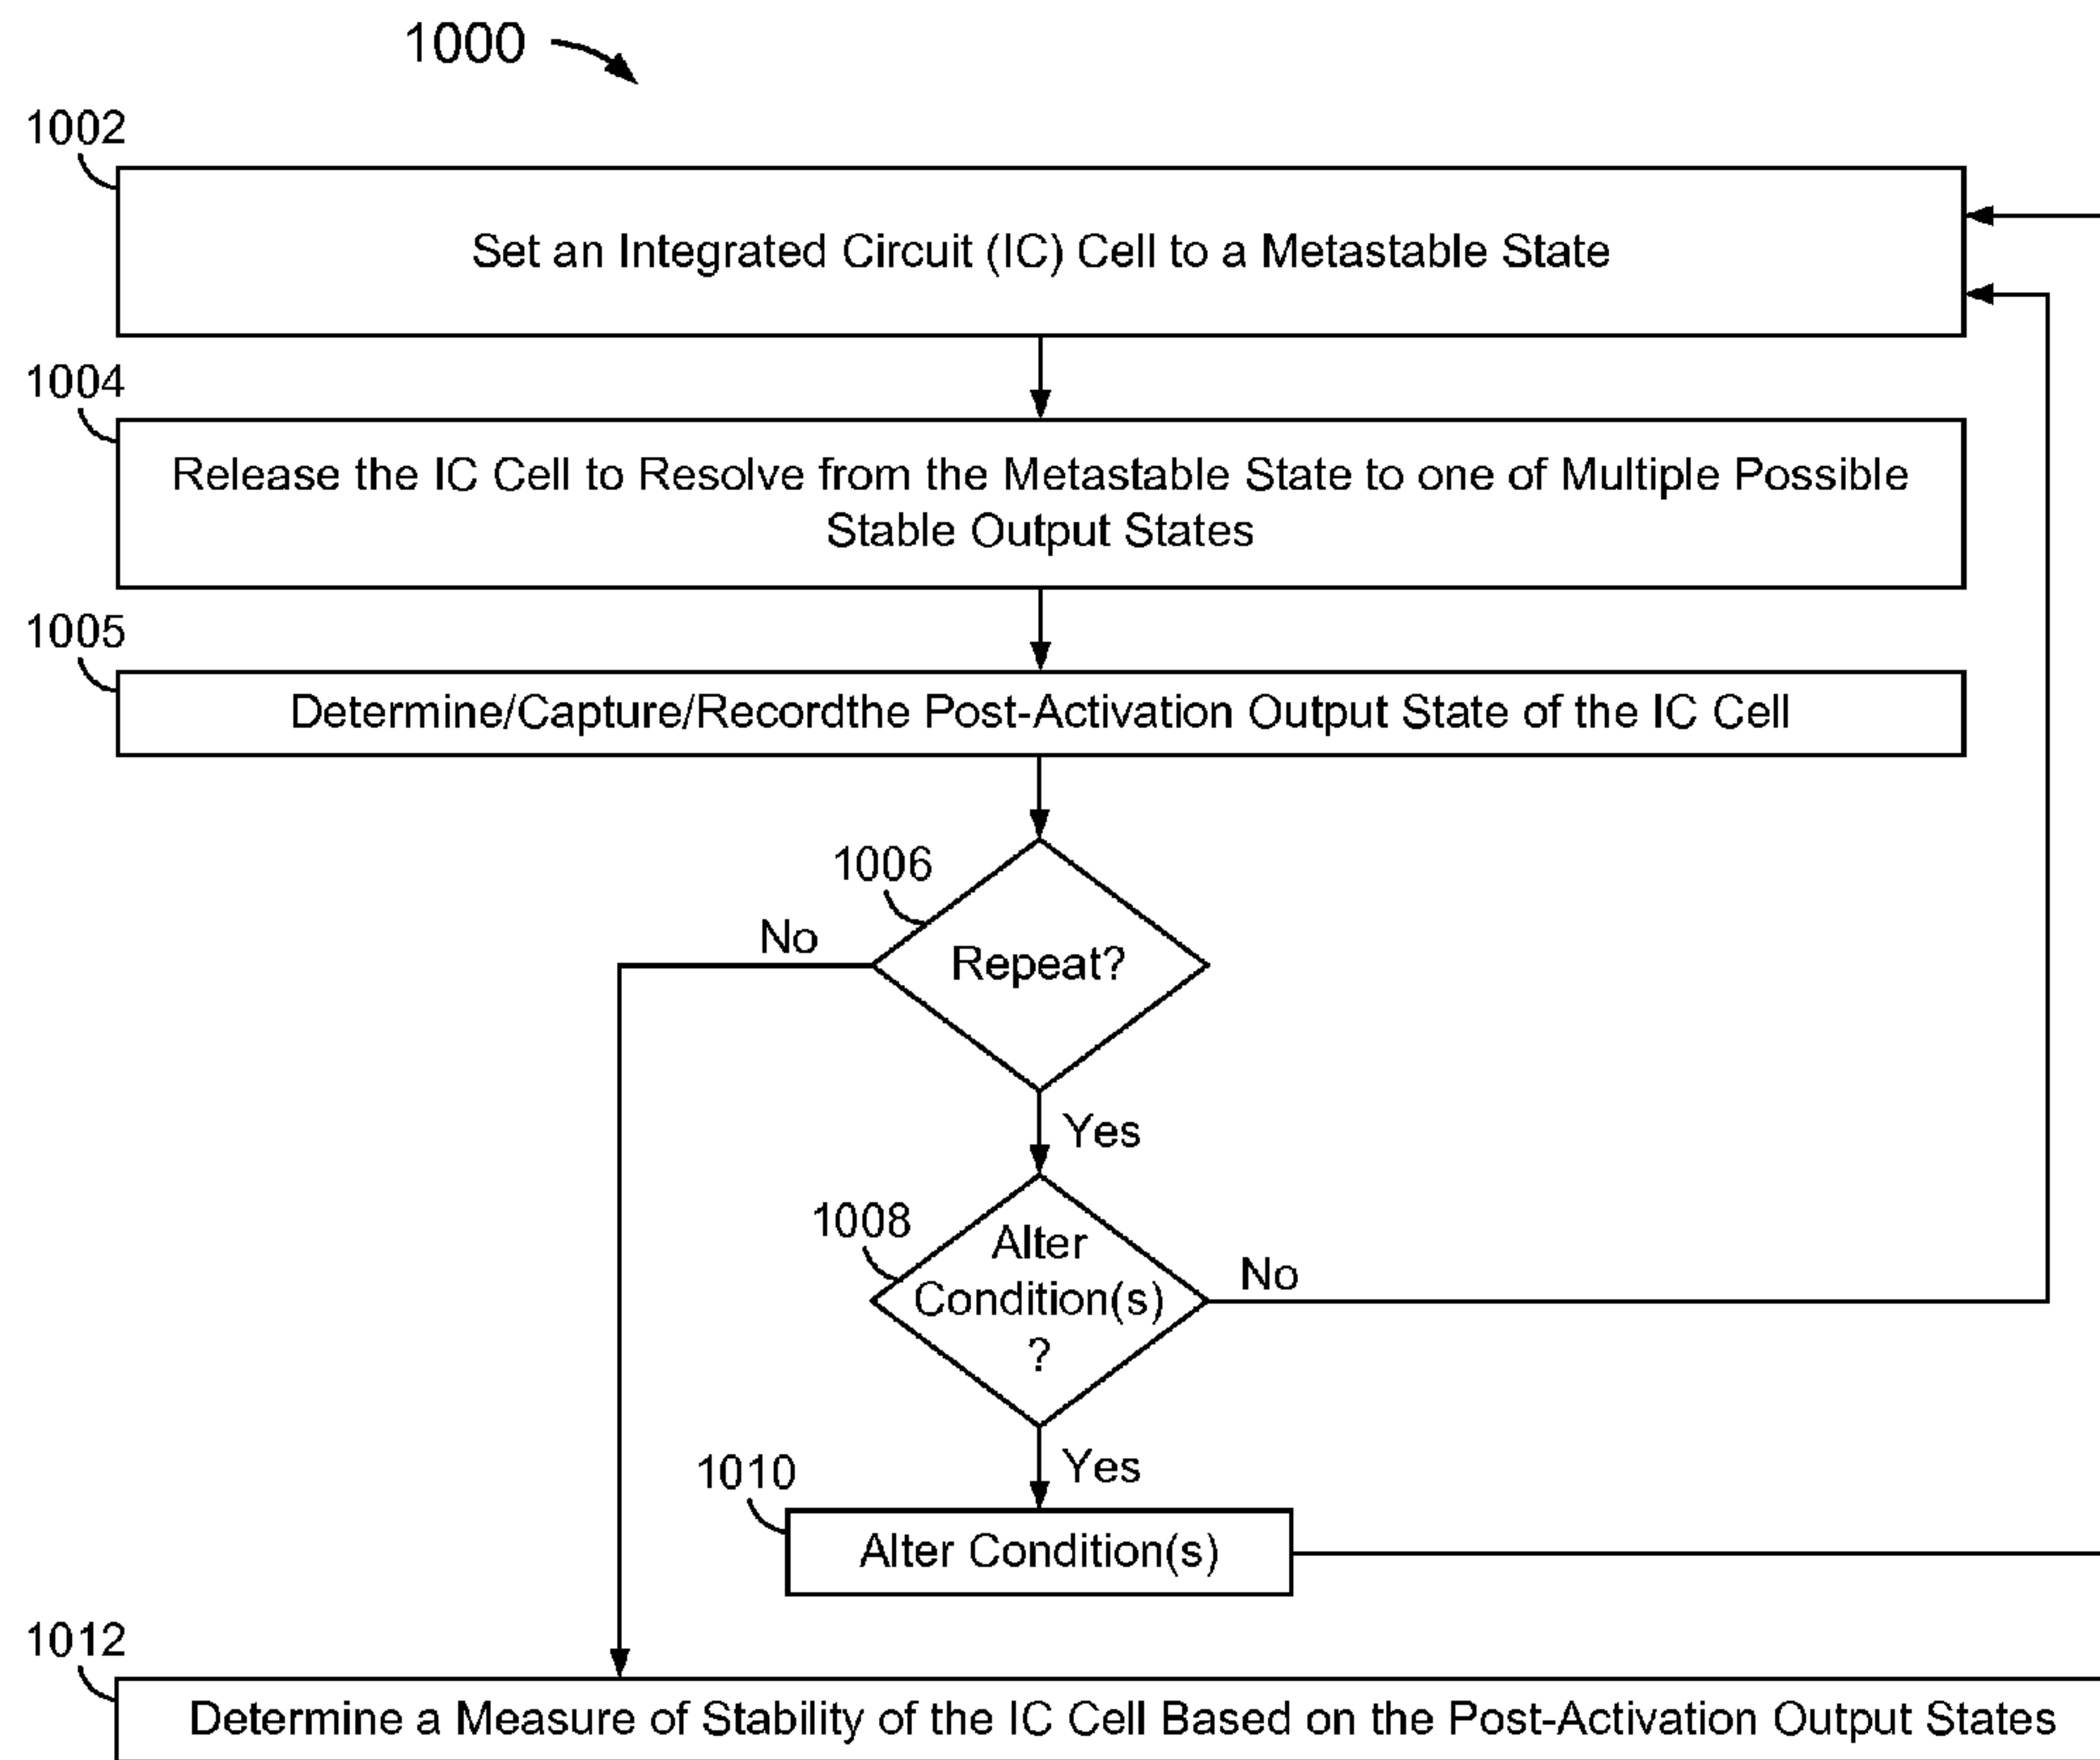 1000
1002
Set an Integrated Circuit (IC) Cell to a Metastable State
1004
Release the IC Cell to Resolve from the Metastable State to one of Multiple Possible
Stable Output States
1005
Determine/Capture/Recordthe Post-Activation Output State of the IC Cell
1006
No
Repeat?
Yes
1008
Alter
Condition(s)
?
No
Yes
1010
Alter Condition(s)
1012
Determine a Measure of Stability of the IC Cell Based on the Post-Activation Output States